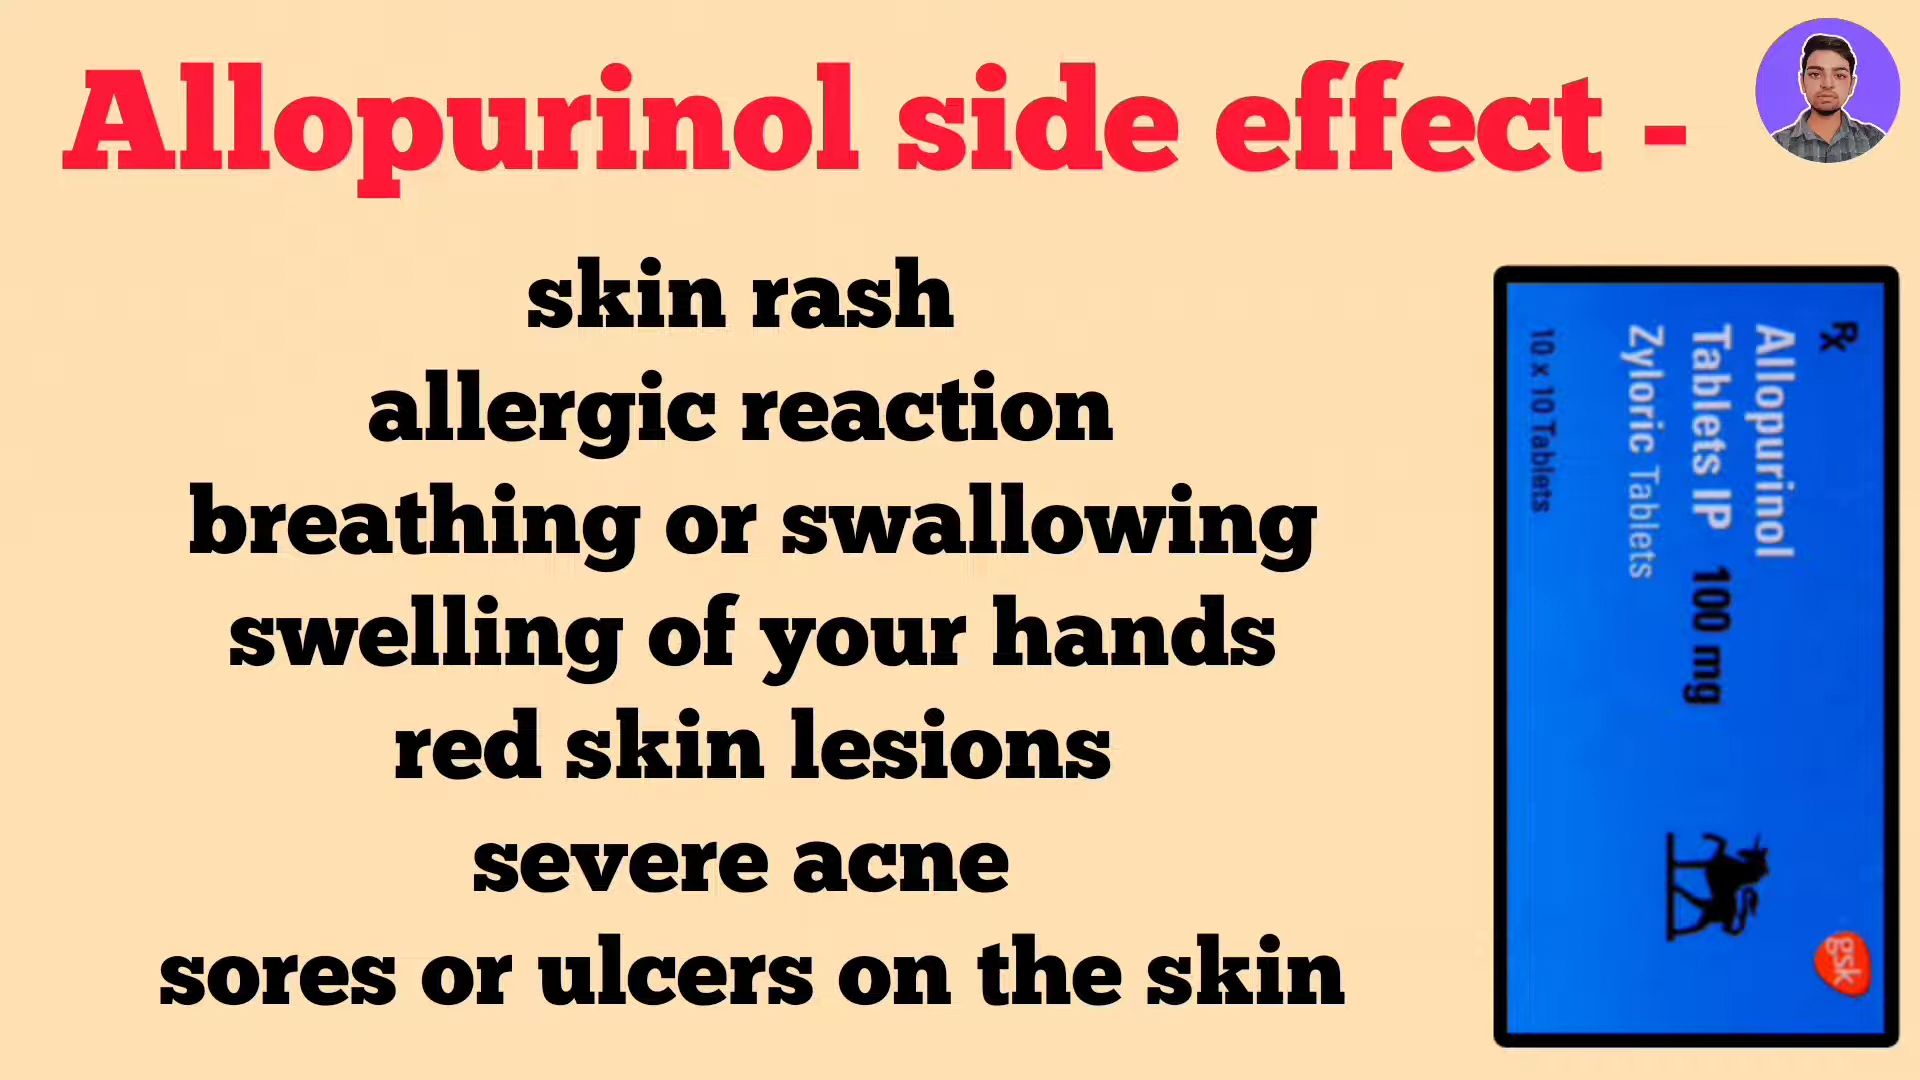 Allopurinol side effect -
skin rash
allergic reaction
breathing or swallowing
swelling of your hands
red skin lesions
severe acne
sores or ulcers on the skin
Rx
Allopurinol
Tablets IP 100 mg
Zyloric Tablets
10 x 10 Tablets
gsk